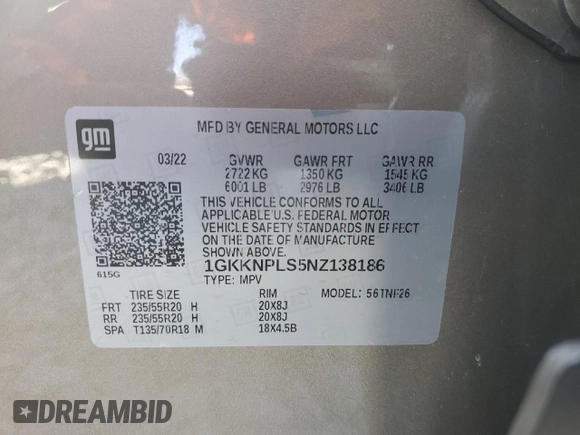 gm
MFD BY GENERAL MOTORS LLC
03/22 GVWR GAWR FRT GAWR RR
2722 KG 1350 KG 1545 KG
6001 LB 2976 LB 3406 LB
THIS VEHICLE CONFORMS TO ALL
APPLICABLE U.S. FEDERAL MOTOR
VEHICLE SAFETY STANDARDS IN EFFECT
ON THE DATE OF MANUFACTURE
SHOWN ABOVE.
615G
1GKKNPLS5NZ138186
TYPE: MPV
TIRE SIZE RIM MODEL: 56TNF26
FRT 235/55R20 H 20X8J
RR 235/55R20 H 20X8J
SPA T135/70R18 M 18X4.5B
DREAMBID